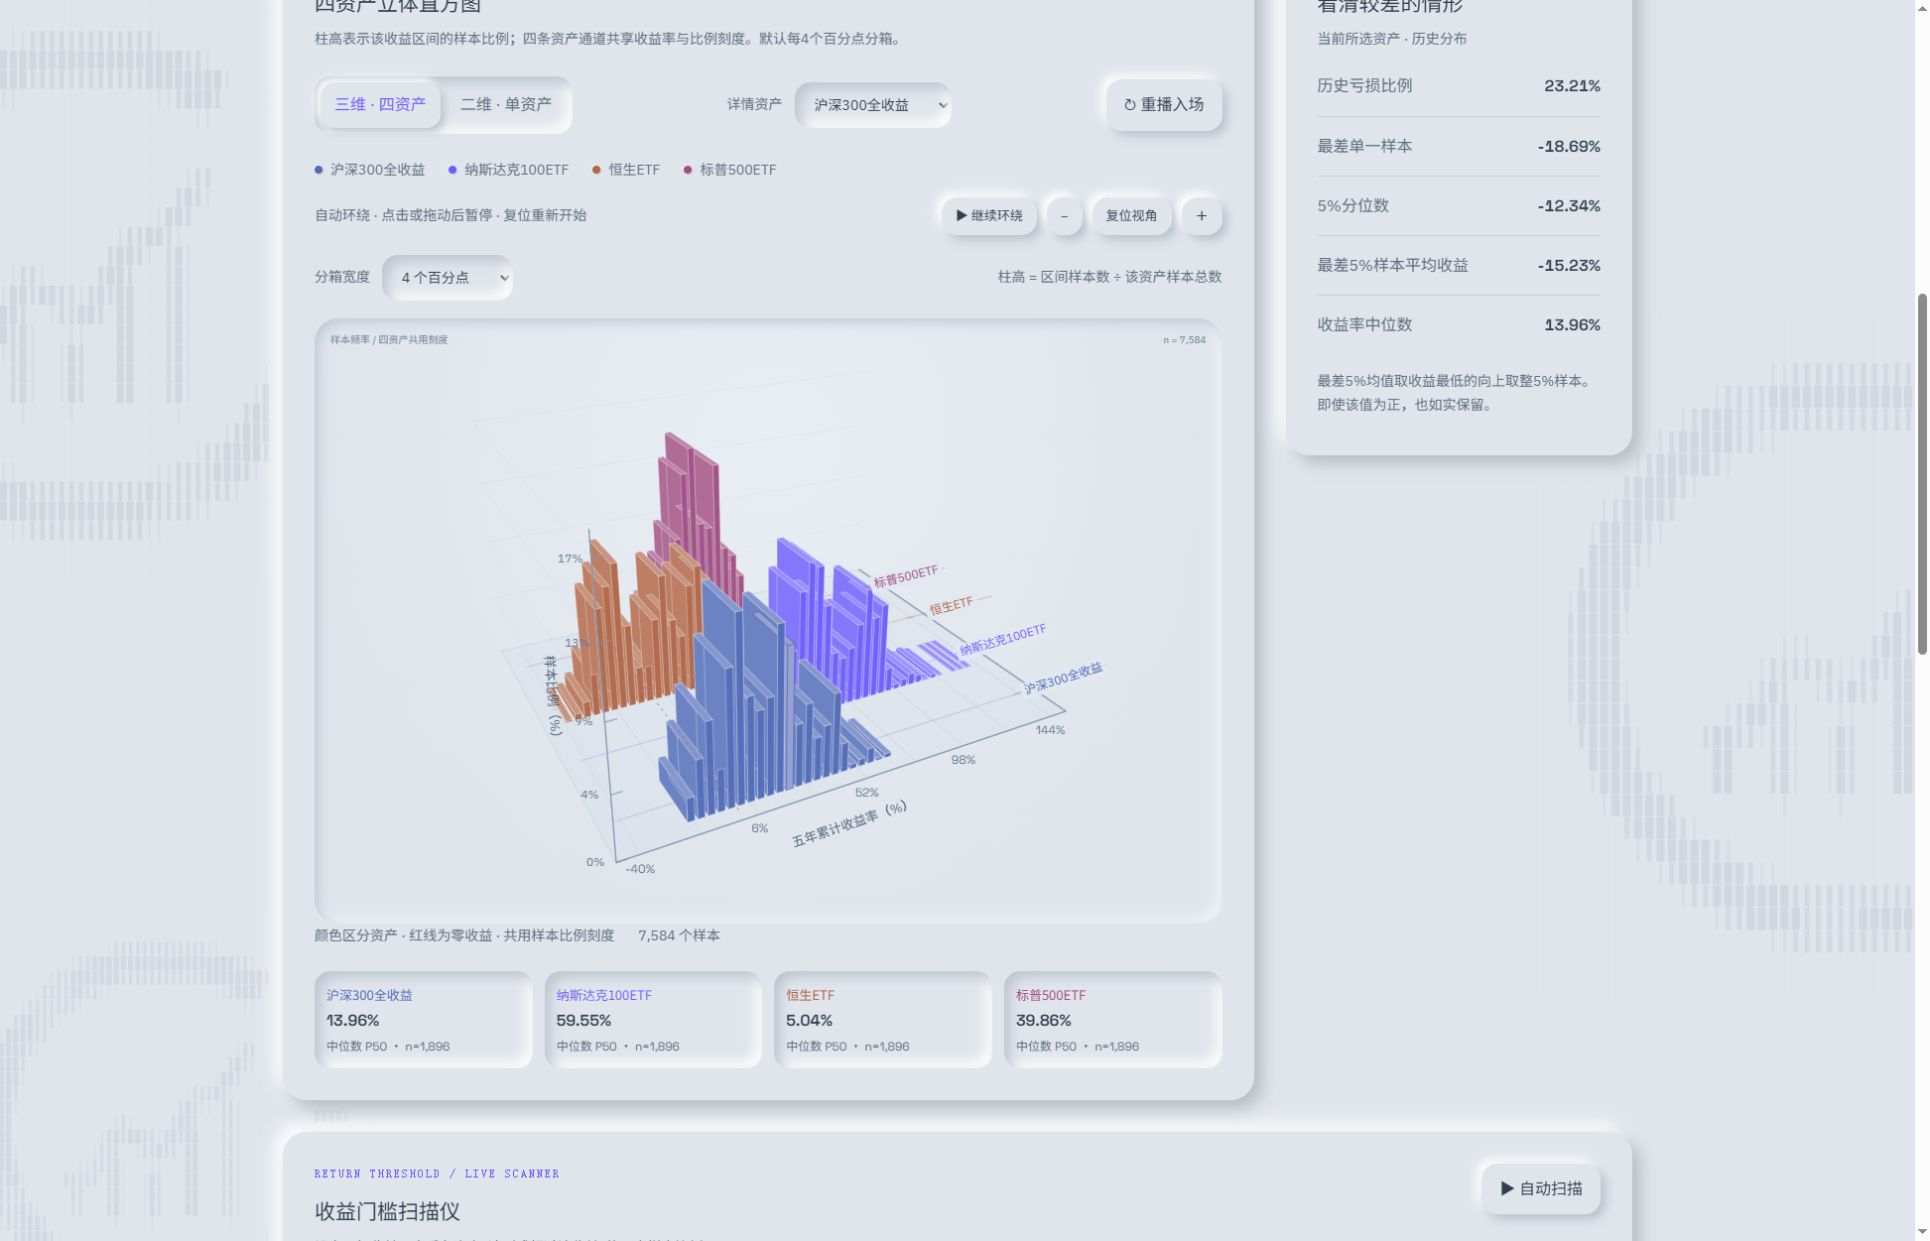 四资产立体直方图
柱高表示该收益区间的样本比例；四条资产通道共享收益率与比例刻度。默认每4个百分点分箱。
三维 · 四资产
二维 · 单资产
详情资产
沪深300全收益
↻ 重播入场
沪深300全收益
纳斯达克100ETF
恒生ETF
标普500ETF
自动环绕 · 点击或拖动后暂停 · 复位重新开始
▶ 继续环绕
−
复位视角
+
分箱宽度
4 个百分点
柱高 = 区间样本数 ÷ 该资产样本总数
样本频率 / 四资产共用刻度
n = 7,584
17%
13%
9%
4%
0%
样本比例（%）
-40%
6%
52%
98%
144%
五年累计收益率（%）
标普500ETF
恒生ETF
纳斯达克100ETF
沪深300全收益
颜色区分资产 · 红线为零收益 · 共用样本比例刻度
7,584 个样本
沪深300全收益
13.96%
中位数 P50 · n=1,896
纳斯达克100ETF
59.55%
中位数 P50 · n=1,896
恒生ETF
5.04%
中位数 P50 · n=1,896
标普500ETF
39.86%
中位数 P50 · n=1,896
看清较差的情形
当前所选资产 · 历史分布
历史亏损比例 23.21%
最差单一样本 -18.69%
5%分位数 -12.34%
最差5%样本平均收益 -15.23%
收益率中位数 13.96%
最差5%均值取收益最低的向上取整5%样本。
即使该值为正，也如实保留。
RETURN THRESHOLD / LIVE SCANNER
收益门槛扫描仪
▶ 自动扫描